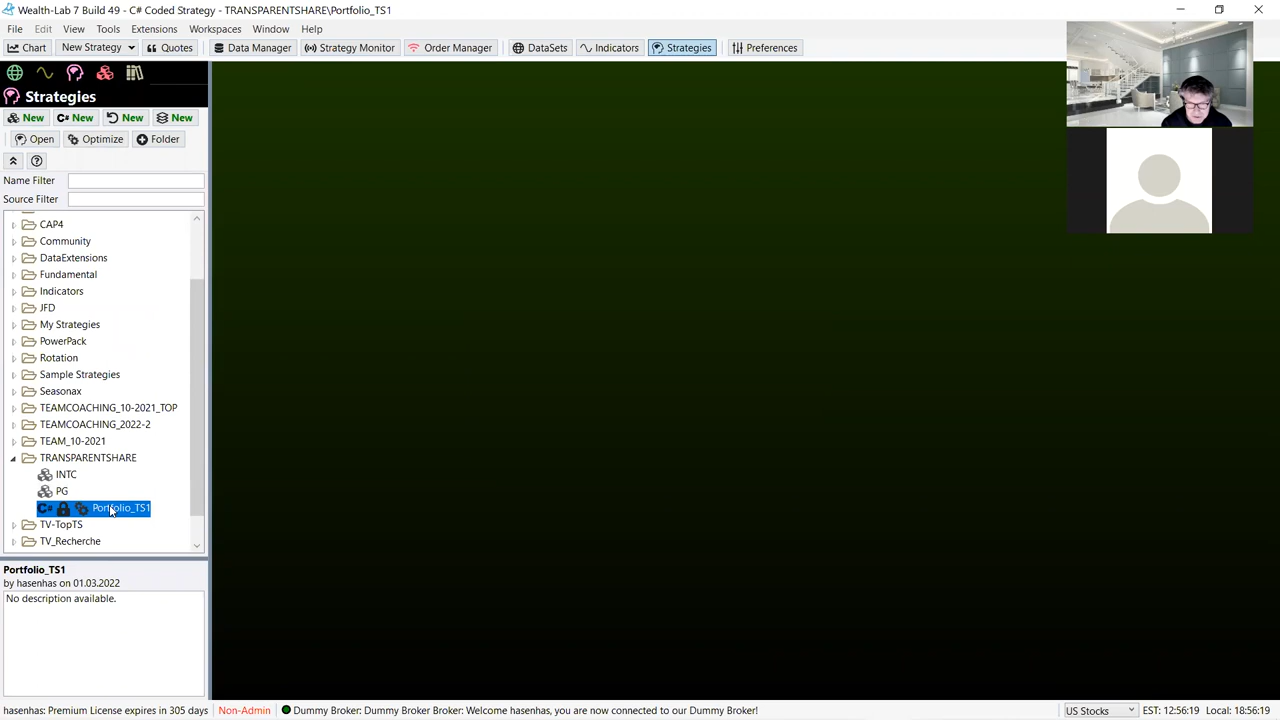 Wealth-Lab 7 Build 49 - C# Coded Strategy - TRANSPARENTSHARE\Portfolio_TS1
File Edit View Tools Extensions Workspaces Window Help
Chart New Strategy Quotes Data Manager Strategy Monitor Order Manager DataSets Indicators Strategies Preferences
Strategies
New C# New New New
Open Optimize Folder
Name Filter
Source Filter
CAP4
Community
DataExtensions
Fundamental
Indicators
JFD
My Strategies
PowerPack
Rotation
Sample Strategies
Seasonax
TEAMCOACHING_10-2021_TOP
TEAMCOACHING_2022-2
TEAM_10-2021
TRANSPARENTSHARE
INTC
PG
C# Portfolio_TS1
TV-TopTS
TV_Recherche
Portfolio_TS1
by hasenhas on 01.03.2022
No description available.
hasenhas: Premium License expires in 305 days Non-Admin Dummy Broker: Dummy Broker Broker: Welcome hasenhas, you are now connected to our Dummy Broker! US Stocks EST: 12:56:19 Local: 18:56:19